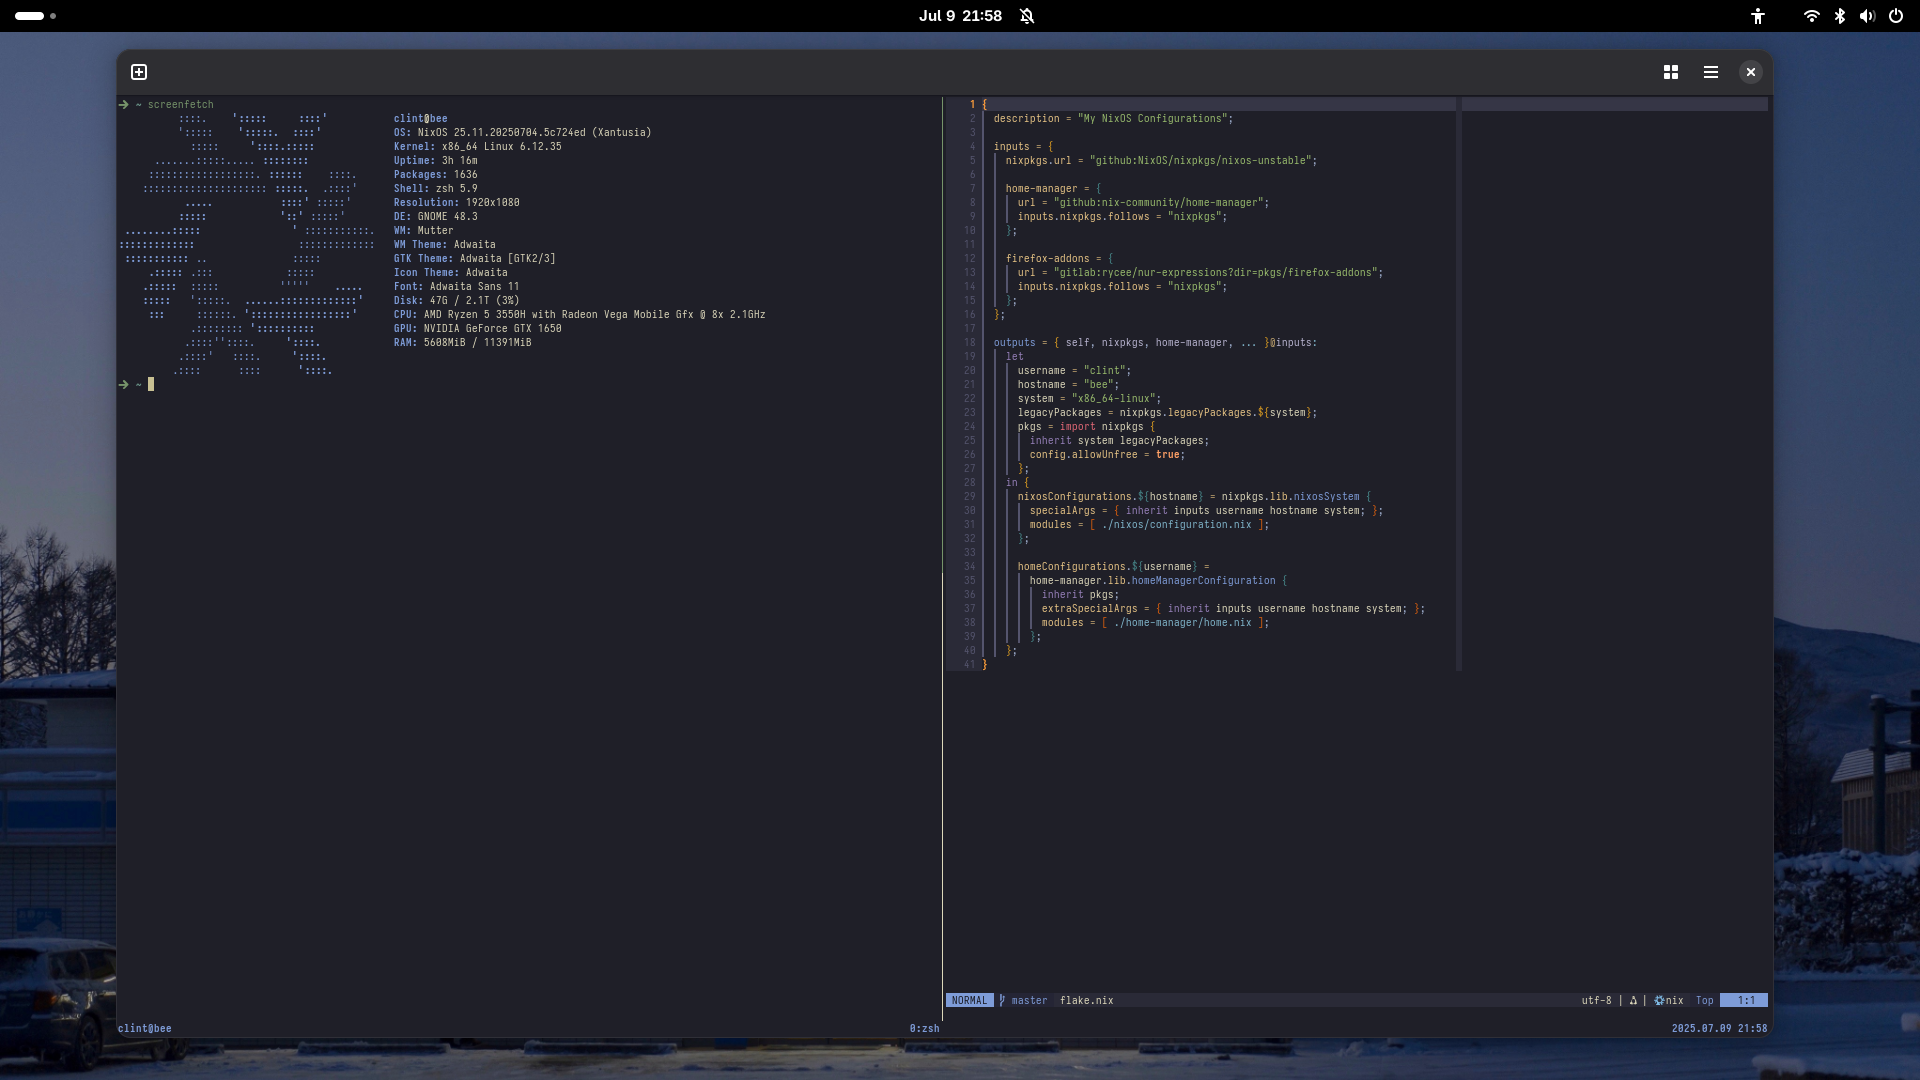 Jul 9 21:58
~ screenfetch
clint@bee
OS: NixOS 25.11.20250704.5c724ed (Xantusia)
Kernel: x86_64 Linux 6.12.35
Uptime: 3h 16m
Packages: 1636
Shell: zsh 5.9
Resolution: 1920x1080
DE: GNOME 48.3
WM: Mutter
WM Theme: Adwaita
GTK Theme: Adwaita [GTK2/3]
Icon Theme: Adwaita
Font: Adwaita Sans 11
Disk: 47G / 2.1T (3%)
CPU: AMD Ryzen 5 3550H with Radeon Vega Mobile Gfx @ 8x 2.1GHz
GPU: NVIDIA GeForce GTX 1650
RAM: 5608MiB / 11391MiB
~
1 {
2 description = "My NixOS Configurations";
3
4 inputs = {
5 nixpkgs.url = "github:NixOS/nixpkgs/nixos-unstable";
6
7 home-manager = {
8 url = "github:nix-community/home-manager";
9 inputs.nixpkgs.follows = "nixpkgs";
10 };
11
12 firefox-addons = {
13 url = "gitlab:rycee/nur-expressions?dir=pkgs/firefox-addons";
14 inputs.nixpkgs.follows = "nixpkgs";
15 };
16 };
17
18 outputs = { self, nixpkgs, home-manager, ... }@inputs:
19 let
20 username = "clint";
21 hostname = "bee";
22 system = "x86_64-linux";
23 legacyPackages = nixpkgs.legacyPackages.${system};
24 pkgs = import nixpkgs {
25 inherit system legacyPackages;
26 config.allowUnfree = true;
27 };
28 in {
29 nixosConfigurations.${hostname} = nixpkgs.lib.nixosSystem {
30 specialArgs = { inherit inputs username hostname system; };
31 modules = [ ./nixos/configuration.nix ];
32 };
33
34 homeConfigurations.${username} =
35 home-manager.lib.homeManagerConfiguration {
36 inherit pkgs;
37 extraSpecialArgs = { inherit inputs username hostname system; };
38 modules = [ ./home-manager/home.nix ];
39 };
40 };
41 }
NORMAL master flake.nix utf-8 | | nix Top 1:1
clint@bee 0:zsh 2025.07.09 21:58